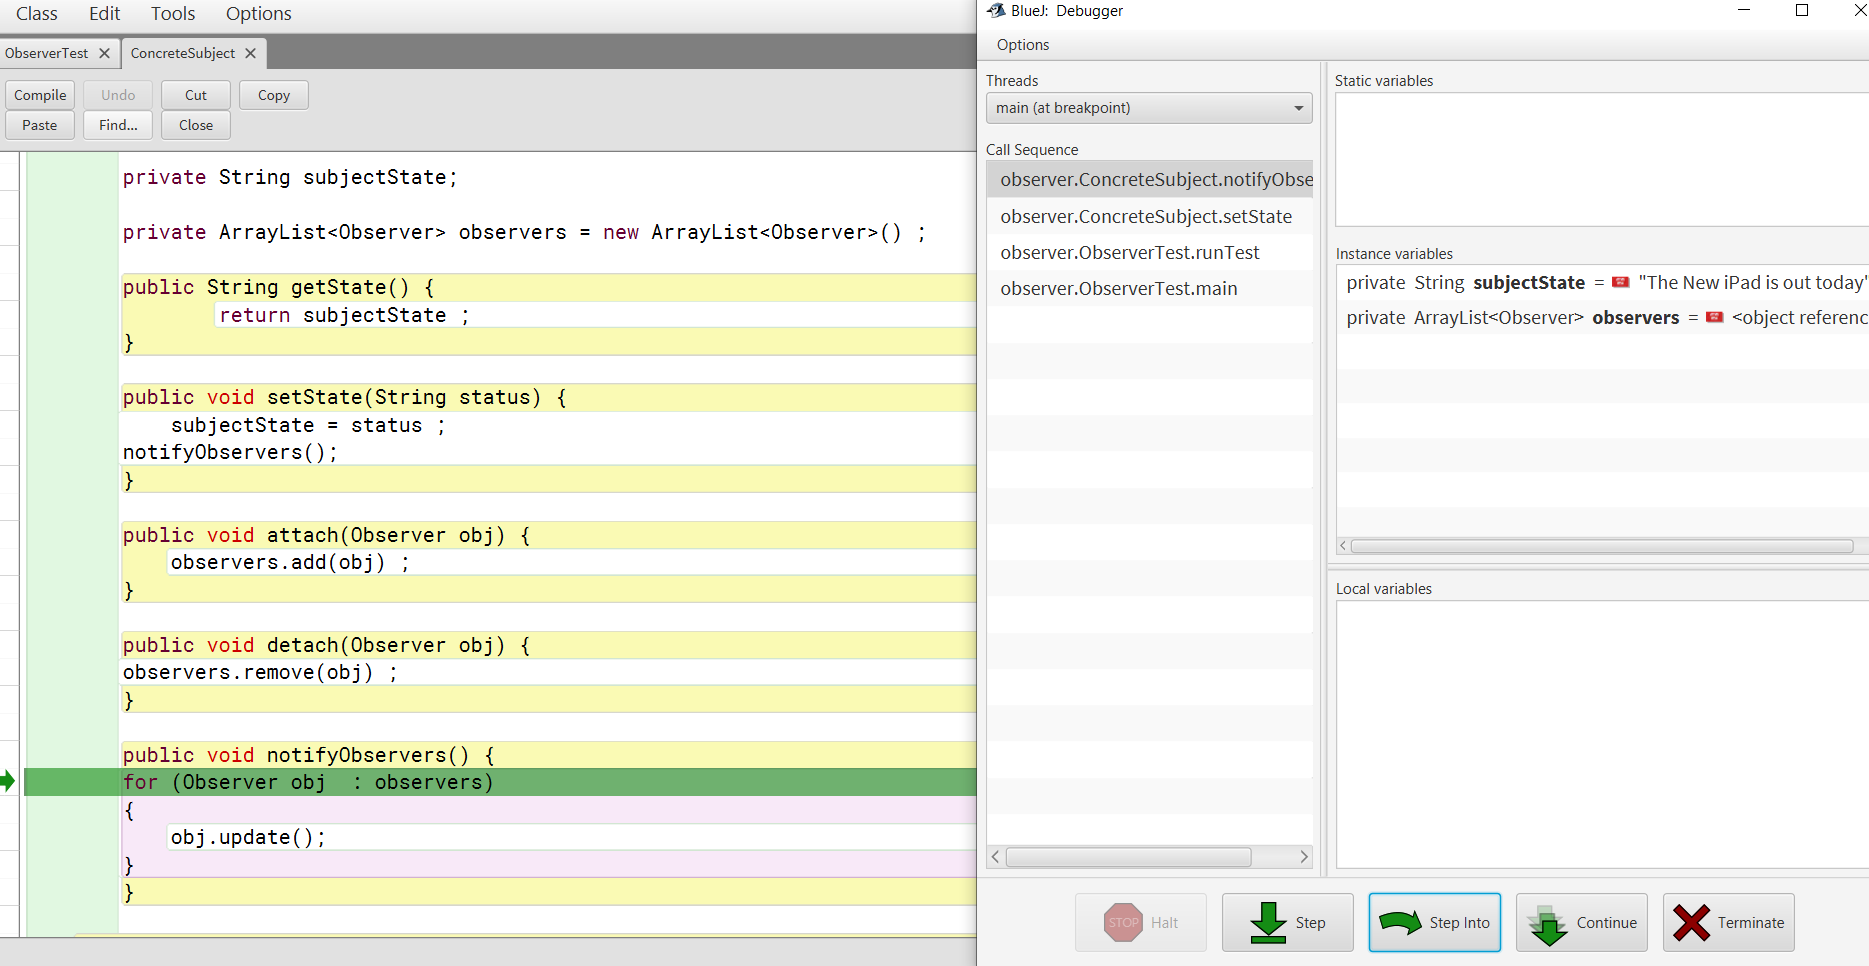 Class Edit Tools Options
ObserverTest ConcreteSubject
Compile Undo Cut Copy
Paste Find... Close
private String subjectState;
private ArrayList<Observer> observers = new ArrayList<Observer>() ;
public String getState() {
return subjectState ;
}
public void setState(String status) {
subjectState = status ;
notifyObservers();
}
public void attach(Observer obj) {
observers.add(obj) ;
}
public void detach(Observer obj) {
observers.remove(obj) ;
}
public void notifyObservers() {
for (Observer obj  : observers)
{
obj.update();
}
}
BlueJ: Debugger
Options
Threads
main (at breakpoint)
Call Sequence
observer.ConcreteSubject.notifyObse
observer.ConcreteSubject.setState
observer.ObserverTest.runTest
observer.ObserverTest.main
Static variables
Instance variables
private String subjectState = "The New iPad is out today"
private ArrayList<Observer> observers = <object referenc
Local variables
STOP Halt
Step
Step Into
Continue
Terminate